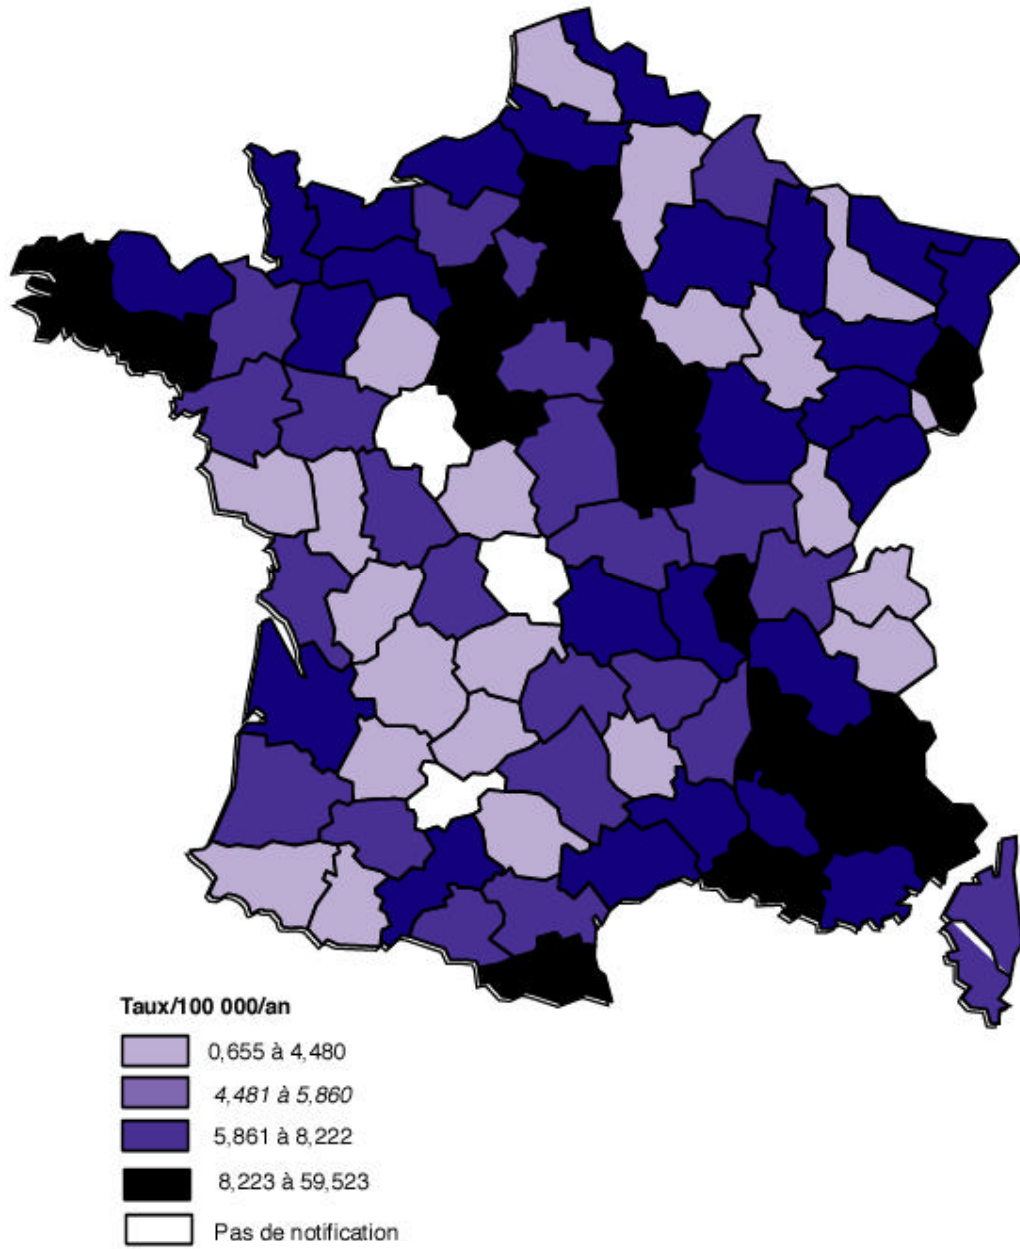 Taux/100 000/an
0,655 à 4,480
4,481 à 5,860
5,861 à 8,222
8,223 à 59,523
Pas de notification